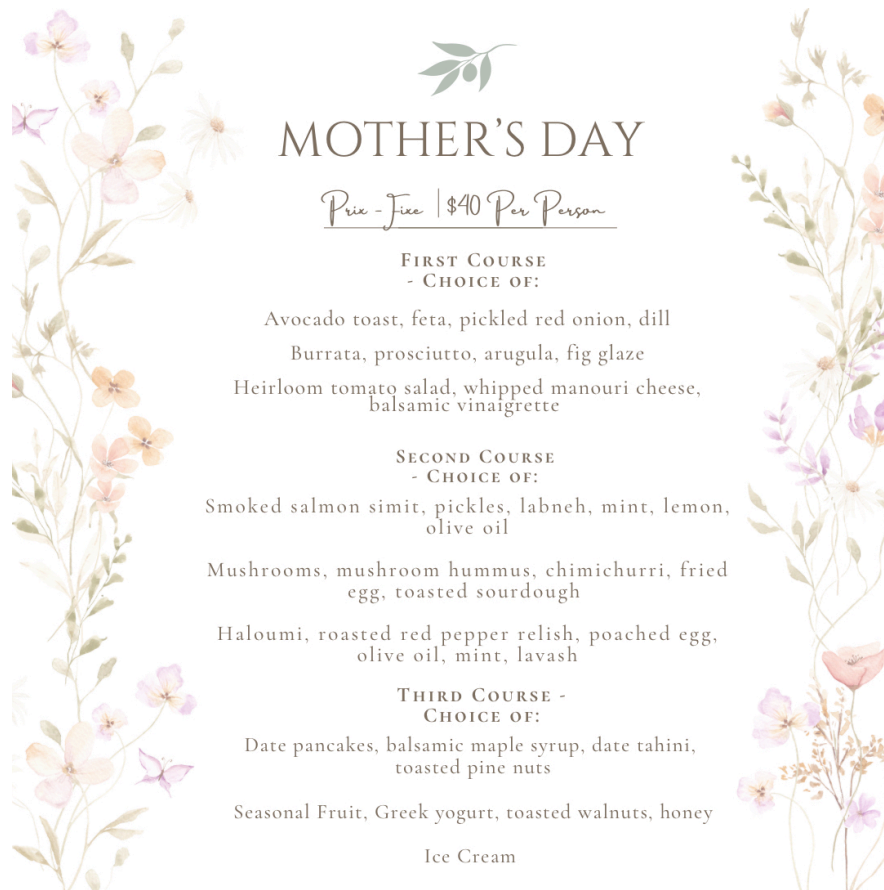 MOTHER'S DAY
Prix - Fixe | $40 Per Person
First Course
- Choice of:
Avocado toast, feta, pickled red onion, dill
Burrata, prosciutto, arugula, fig glaze
Heirloom tomato salad, whipped manouri cheese,
balsamic vinaigrette
Second Course
- Choice of:
Smoked salmon simit, pickles, labneh, mint, lemon,
olive oil
Mushrooms, mushroom hummus, chimichurri, fried
egg, toasted sourdough
Haloumi, roasted red pepper relish, poached egg,
olive oil, mint, lavash
Third Course -
Choice of:
Date pancakes, balsamic maple syrup, date tahini,
toasted pine nuts
Seasonal Fruit, Greek yogurt, toasted walnuts, honey
Ice Cream